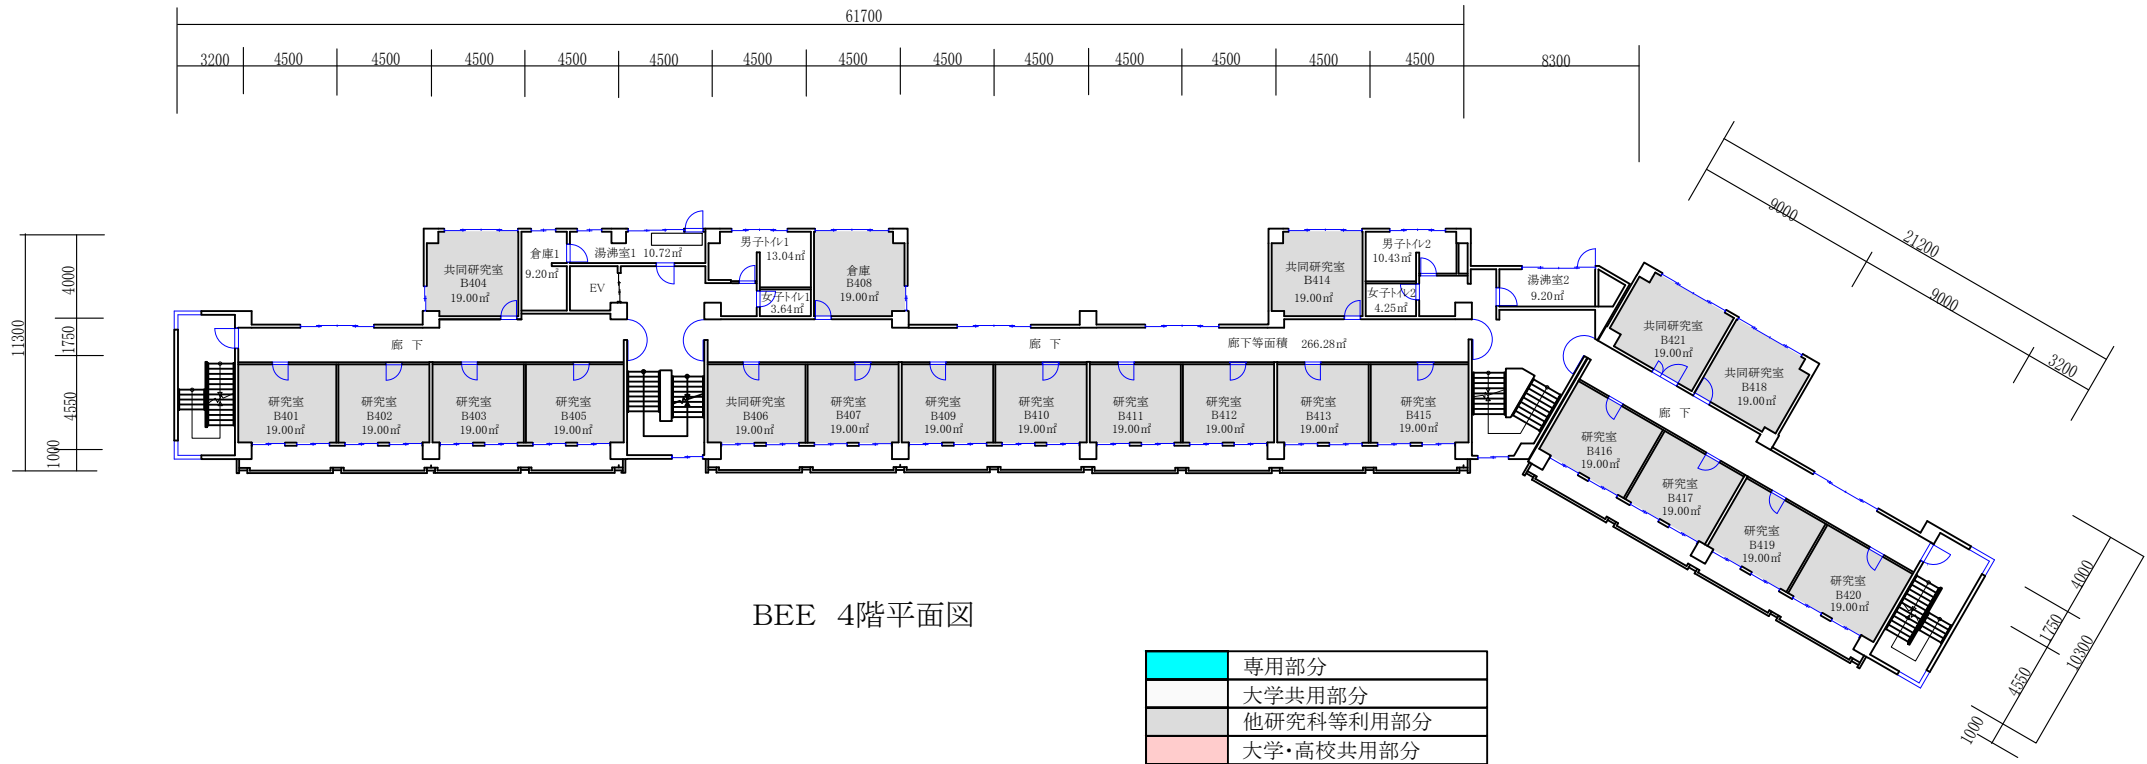 61700
3200 4500 4500 4500 4500 4500 4500 4500 4500 4500 4500 4500 4500 4500 8300
9000
21200
9000
3200
11300
4000
1750
4550
1000
共同研究室
B404
19.00㎡
倉庫1
9.20㎡
湯沸室1 10.72㎡
EV
男子トイレ1
13.04㎡
女子トイレ1
3.64㎡
倉庫
B408
19.00㎡
共同研究室
B414
19.00㎡
男子トイレ2
10.43㎡
女子トイレ2
4.25㎡
湯沸室2
9.20㎡
共同研究室
B421
19.00㎡
共同研究室
B418
19.00㎡
廊 下
廊 下
廊下等面積 266.28㎡
廊 下
研究室
B401
19.00㎡
研究室
B402
19.00㎡
研究室
B403
19.00㎡
研究室
B405
19.00㎡
共同研究室
B406
19.00㎡
研究室
B407
19.00㎡
研究室
B409
19.00㎡
研究室
B410
19.00㎡
研究室
B411
19.00㎡
研究室
B412
19.00㎡
研究室
B413
19.00㎡
研究室
B415
19.00㎡
研究室
B416
19.00㎡
研究室
B417
19.00㎡
研究室
B419
19.00㎡
研究室
B420
19.00㎡
4000
1750
10300
4550
1000
BEE 4階平面図
専用部分
大学共用部分
他研究科等利用部分
大学・高校共用部分